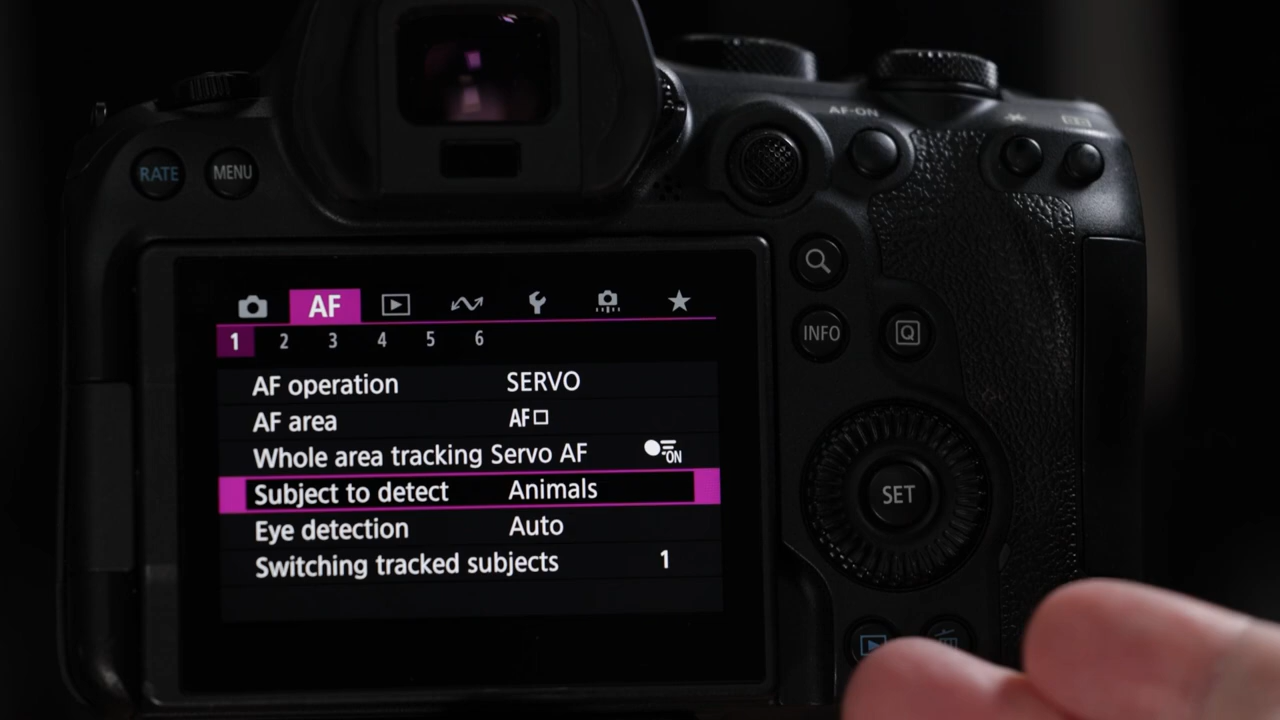 AF-ON
RATE MENU
AF
1 2 3 4 5 6
INFO Q
AF operation SERVO
AF area AF
Whole area tracking Servo AF ON
Subject to detect Animals
SET
Eye detection Auto
Switching tracked subjects 1